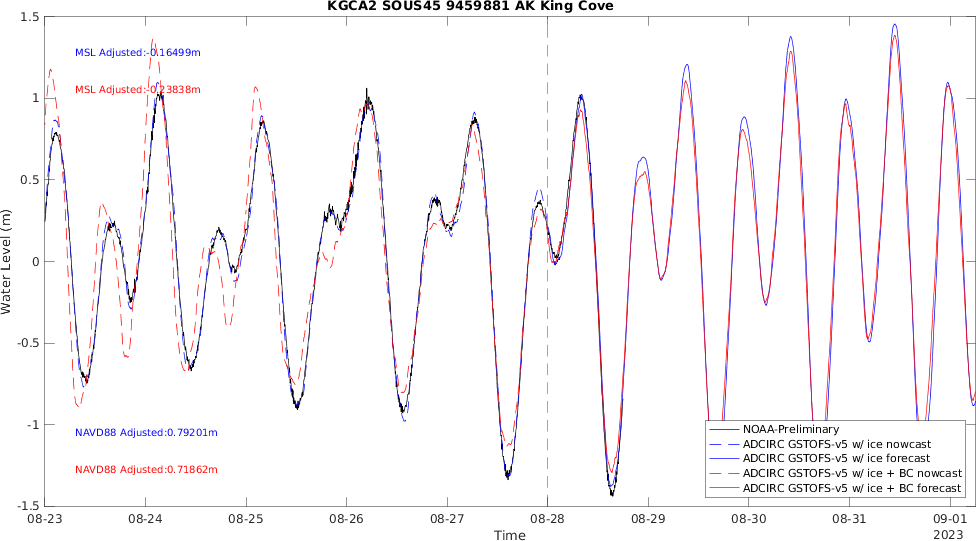 KGCA2 SOUS45 9459881 AK King Cove
1.5
1
0.5
0
-0.5
-1
-1.5
Water Level (m)
MSL Adjusted:-0.16499m
MSL Adjusted:-0.23838m
NAVD88 Adjusted:0.79201m
NAVD88 Adjusted:0.71862m
NOAA-Preliminary
ADCIRC GSTOFS-v5 w/ ice nowcast
ADCIRC GSTOFS-v5 w/ ice forecast
ADCIRC GSTOFS-v5 w/ ice + BC nowcast
ADCIRC GSTOFS-v5 w/ ice + BC forecast
08-23 08-24 08-25 08-26 08-27 08-28 08-29 08-30 08-31 09-01
Time
2023